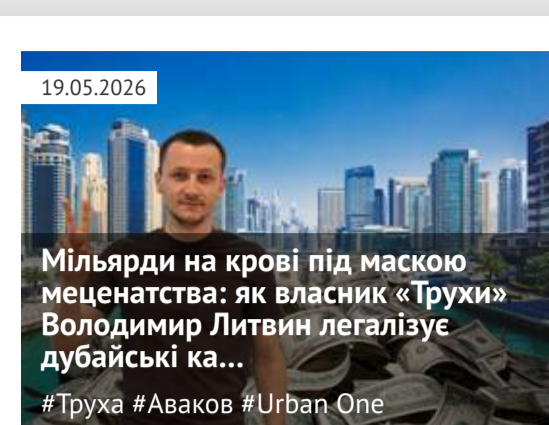 19.05.2026
Мільярди на крові під маскою
меценатства: як власник «Трухи»
Володимир Литвин легалізує
дубайські ка...
#Труха #Аваков #Urban One